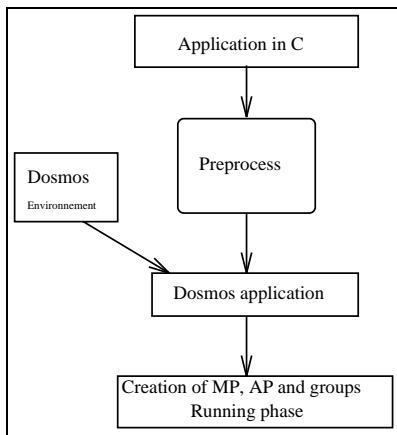 Application in C
Preprocess
Dosmos
Environnement
Dosmos application
Creation of MP, AP and groups
Running phase